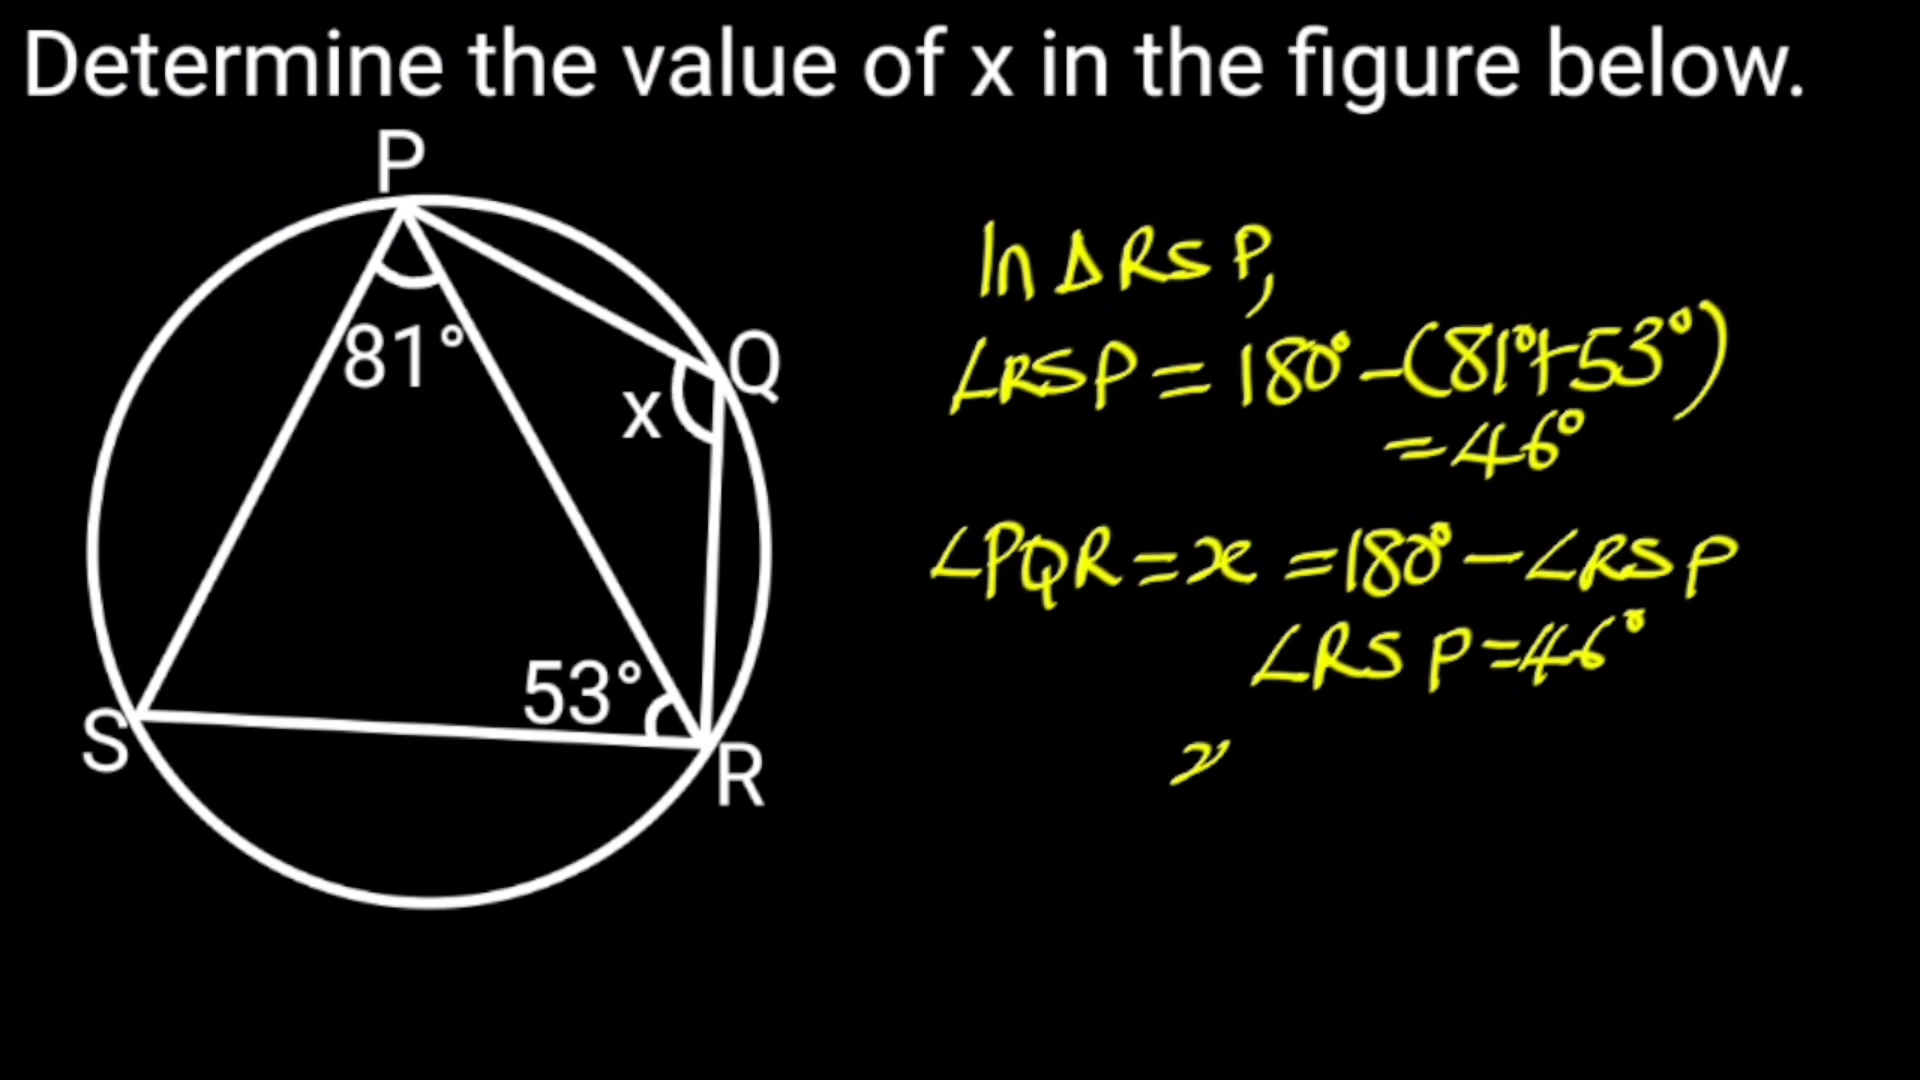 Determine the value of x in the figure below.
P
81°
Q
x
53°
S
R
In Δ RSP,
∠RSP = 180° - (81° + 53°)
= 46°
∠PQR = x = 180° - ∠RSP
∠RSP = 46°